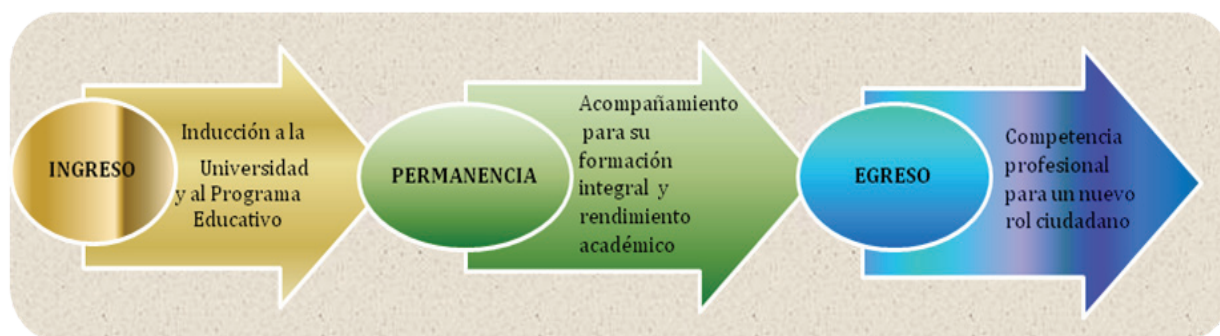 INGRESO
Inducción a la
Universidad
y al Programa
Educativo
PERMANENCIA
Acompañamiento
para su
formación
integral y
rendimiento
académico
EGRESO
Competencia
profesional
para un nuevo
rol ciudadano